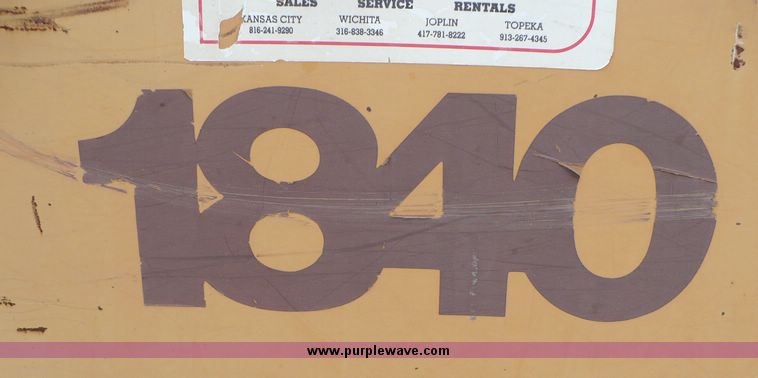 SALES SERVICE RENTALS
KANSAS CITY WICHITA JOPLIN TOPEKA
816-241-9290 316-838-3346 417-781-8222 913-267-4345
1840
www.purplewave.com